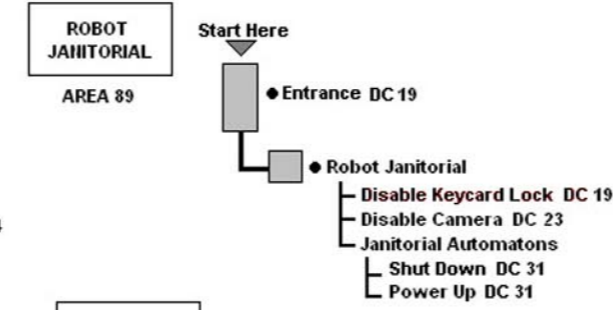 ROBOT
JANITORIAL
AREA 89
Start Here
Entrance DC 19
Robot Janitorial
Disable Keycard Lock DC 19
Disable Camera DC 23
Janitorial Automatons
Shut Down DC 31
Power Up DC 31